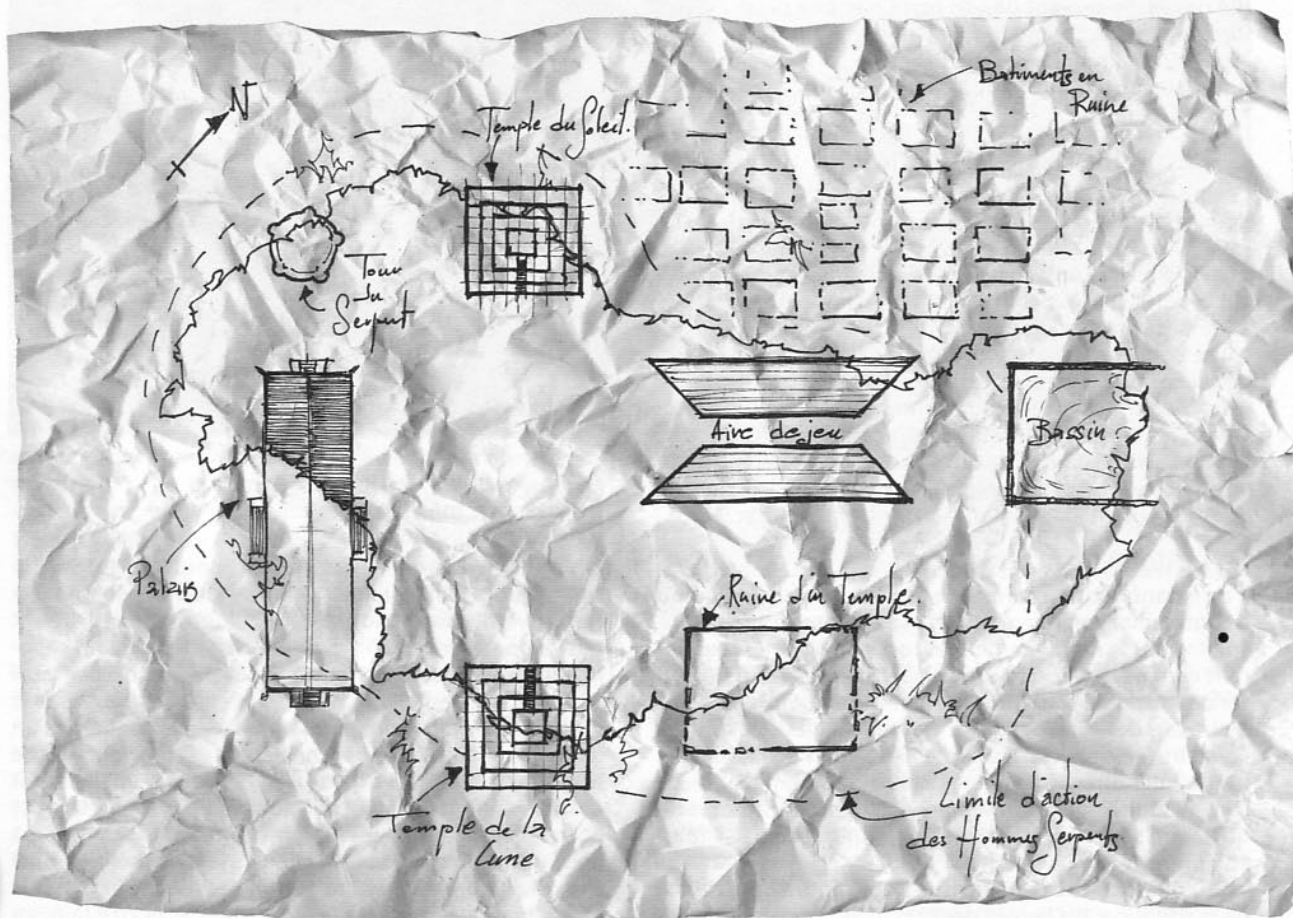 N
Temple du Soleil.
Batiments en
Ruine
Tour
du
Serpent
Aire de jeu
Bassin
Palais
Ruine d'un Temple.
Temple de la
Lune
Limite d'action
des Hommes Serpents.